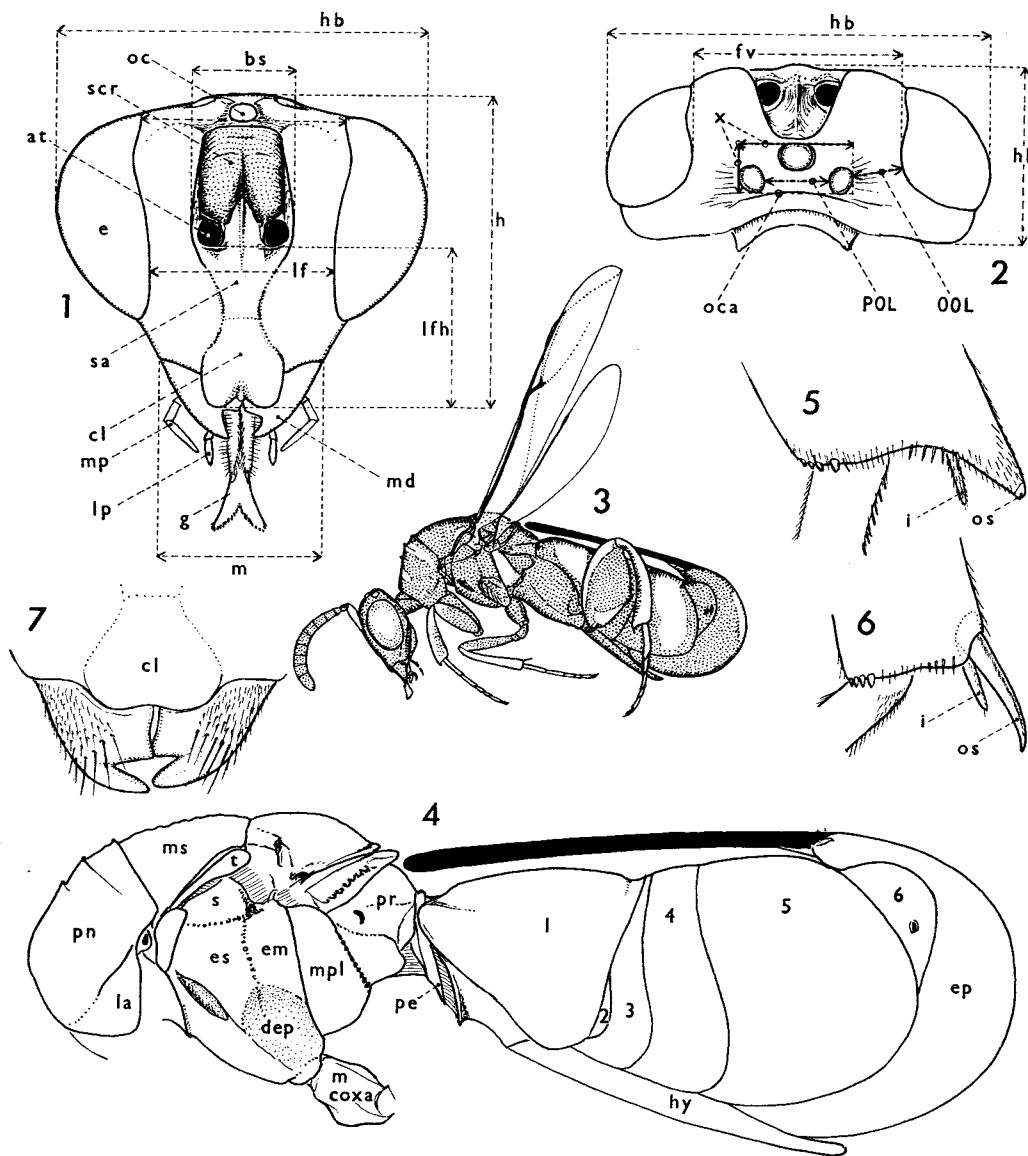 hb
oc
bs
scr
at
h
e
lf
1
lfh
sa
cl
mp
lp
md
g
m
hb
fv
x
hl
2
oca
POL
OOL
3
5
i
os
6
i
os
7
cl
4
ms
t
pn
s
pr
es
em
mpl
la
dep
pe
m
coxa
1
2
3
4
5
6
ep
hy